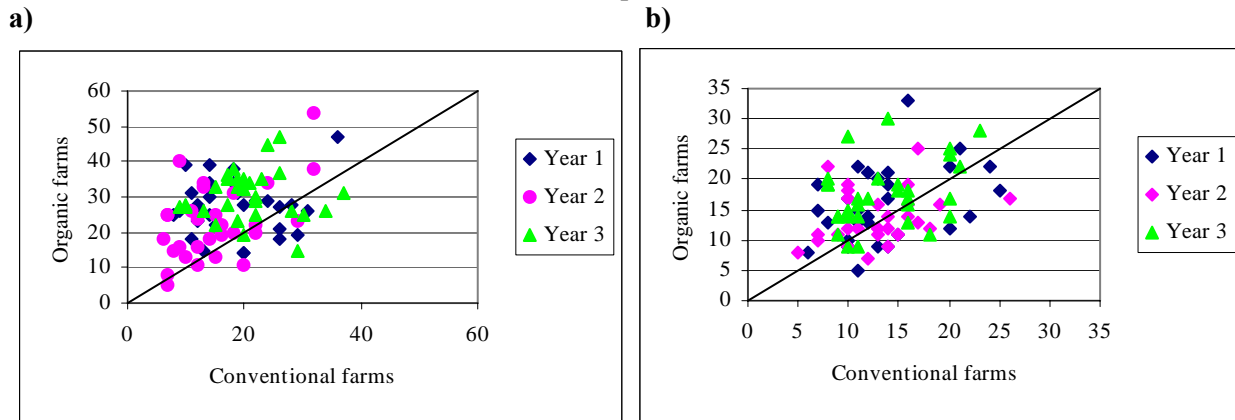 a)
60
50
40
30
20
10
0
0 20 40 60
Organic farms
Conventional farms
Year 1
Year 2
Year 3
b)
35
30
25
20
15
10
5
0
0 5 10 15 20 25 30 35
Organic farms
Conventional farms
Year 1
Year 2
Year 3